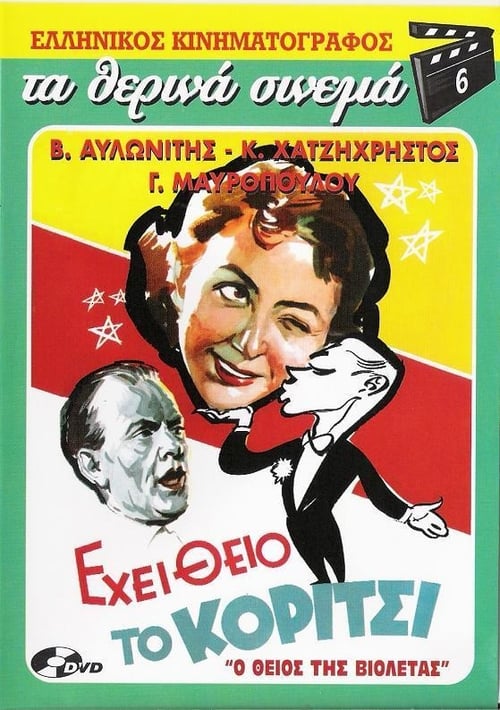 ΕΛΛΗΝΙΚΟΣ ΚΙΝΗΜΑΤΟΓΡΑΦΟΣ
τα θερινά σινεμά
6
Β. ΑΥΛΩΝΙΤΗΣ - Κ. ΧΑΤΖΗΧΡΗΣΤΟΣ
Γ. ΜΑΥΡΟΠΟΥΛΟΥ
ΕΧΕΙ ΘΕΙΟ
ΤΟ ΚΟΡΙΤΣΙ
"Ο ΘΕΙΟΣ ΤΗΣ ΒΙΟΛΕΤΑΣ"
DVD